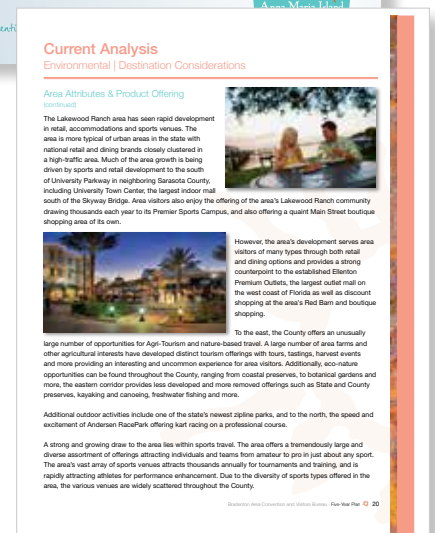 Anna Maria Island
Current Analysis
Environmental | Destination Considerations
Area Attributes & Product Offering
(continued)
The Lakewood Ranch area has seen rapid development
in retail, accommodations and sports venues. The
area is more typical of urban areas in the state with
national retail and dining brands closely clustered in
a high-traffic area. Much of the area growth is being
driven by sports and retail development to the south
of University Parkway in neighboring Sarasota County,
including University Town Center, the largest indoor mall
south of the Skyway Bridge. Area visitors also enjoy the offering of the area's Lakewood Ranch community
drawing thousands each year to its Premier Sports Campus, and also offering a quaint Main Street boutique
shopping area of its own.
However, the area's development serves area
visitors of many types through both retail
and dining options and provides a strong
counterpoint to the established Ellenton
Premium Outlets, the largest outlet mall on
the west coast of Florida as well as discount
shopping at the area's Red Barn and boutique
shopping.
To the east, the County offers an unusually
large number of opportunities for Agri-Tourism and nature-based travel. A large number of area farms and
other agricultural interests have developed distinct tourism offerings with tours, tastings, harvest events
and more providing an interesting and uncommon experience for area visitors. Additionally, eco-nature
opportunities can be found throughout the County, ranging from coastal preserves, to botanical gardens and
more, the eastern corridor provides less developed and more removed offerings such as State and County
preserves, kayaking and canoeing, freshwater fishing and more.
Additional outdoor activities include one of the state's newest zipline parks, and to the north, the speed and
excitement of Andersen RacePark offering kart racing on a professional course.
A strong and growing draw to the area lies within sports travel. The area offers a tremendously large and
diverse assortment of offerings attracting individuals and teams from amateur to pro in just about any sport.
The area's vast array of sports venues attracts thousands annually for tournaments and training, and is
rapidly attracting athletes for performance enhancement. Due to the diversity of sports types offered in the
area, the various venues are widely scattered throughout the County.
Bradenton Area Convention and Visitors Bureau Five-Year Plan 20